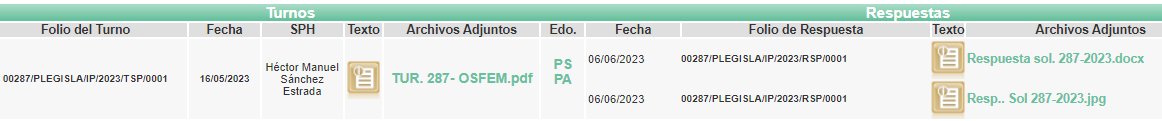 Turnos Respuestas
Folio del Turno Fecha SPH Texto Archivos Adjuntos Edo. Fecha Folio de Respuesta Texto Archivos Adjuntos
00287/PLEGISLA/IP/2023/TSP/0001 16/05/2023 Héctor Manuel Sánchez Estrada TUR. 287- OSFEM.pdf PS PA
06/06/2023 00287/PLEGISLA/IP/2023/RSP/0001 Respuesta sol. 287-2023.docx
06/06/2023 00287/PLEGISLA/IP/2023/RSP/0001 Resp.. Sol 287-2023.jpg